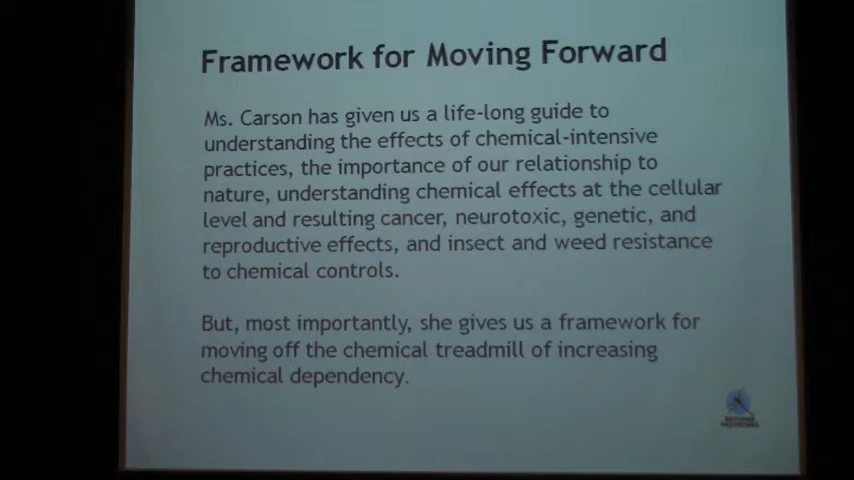 Framework for Moving Forward
Ms. Carson has given us a life-long guide to
understanding the effects of chemical-intensive
practices, the importance of our relationship to
nature, understanding chemical effects at the cellular
level and resulting cancer, neurotoxic, genetic, and
reproductive effects, and insect and weed resistance
to chemical controls.
But, most importantly, she gives us a framework for
moving off the chemical treadmill of increasing
chemical dependency.